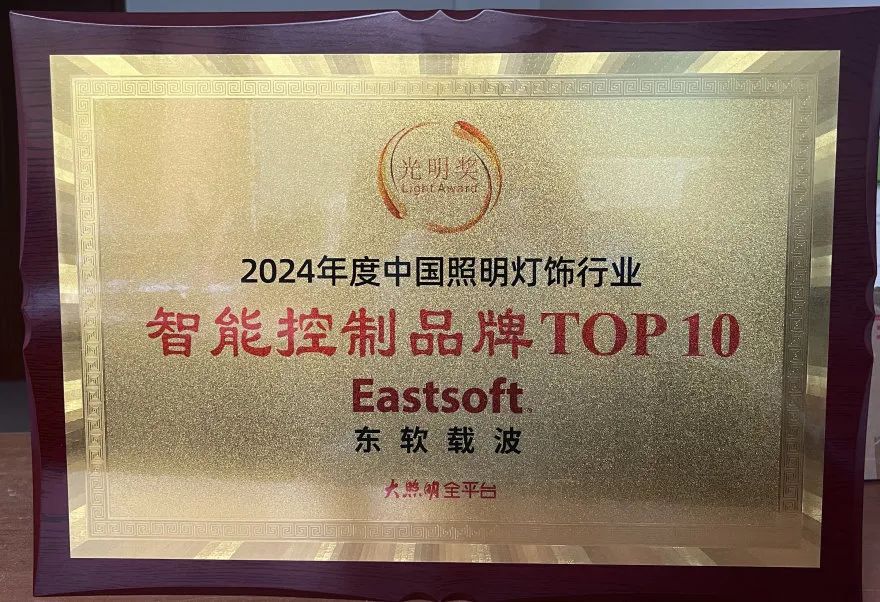 光明奖
Light Award
2024年度中国照明灯饰行业
智能控制品牌TOP 10
Eastsoft
东软载波
大照明全平台